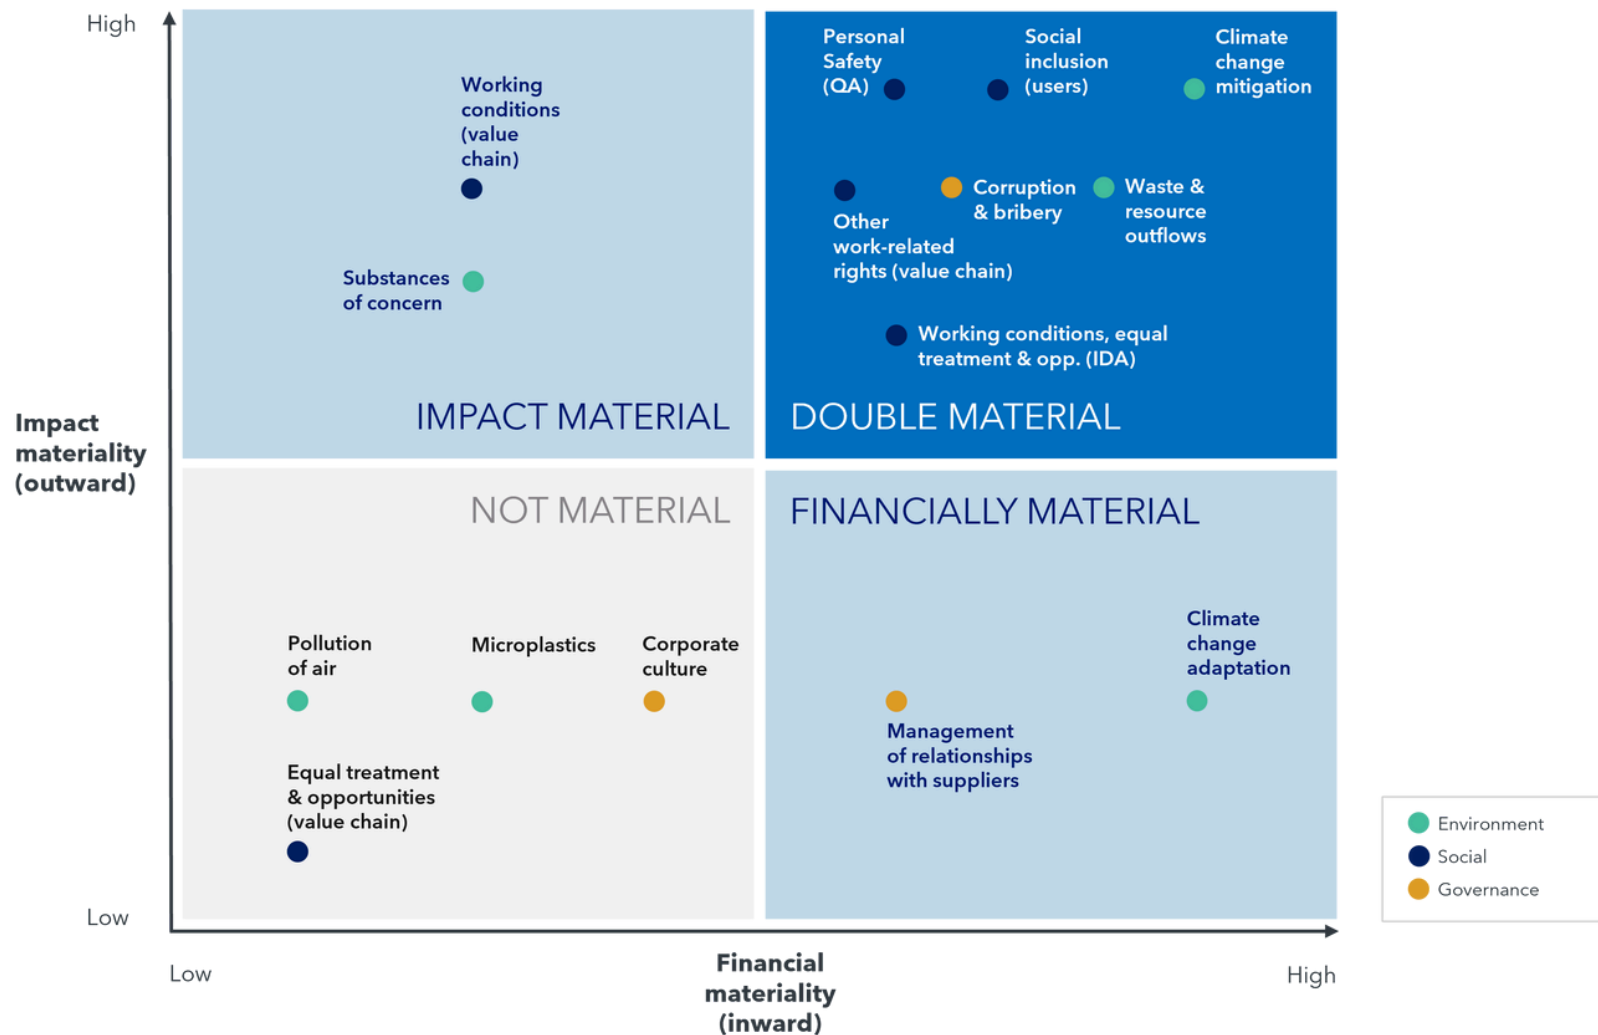 High
Personal
Safety
(QA)
Social
inclusion
(users)
Climate
change
mitigation
Working
conditions
(value
chain)
Corruption
& bribery
Waste &
resource
outflows
Other
work-related
rights (value chain)
Substances
of concern
Working conditions, equal
treatment & opp. (IDA)
IMPACT MATERIAL
DOUBLE MATERIAL
Impact
materiality
(outward)
NOT MATERIAL
FINANCIALLY MATERIAL
Pollution
of air
Microplastics
Corporate
culture
Climate
change
adaptation
Management
of relationships
with suppliers
Equal treatment
& opportunities
(value chain)
Environment
Social
Governance
Low
Low
Financial
materiality
(inward)
High